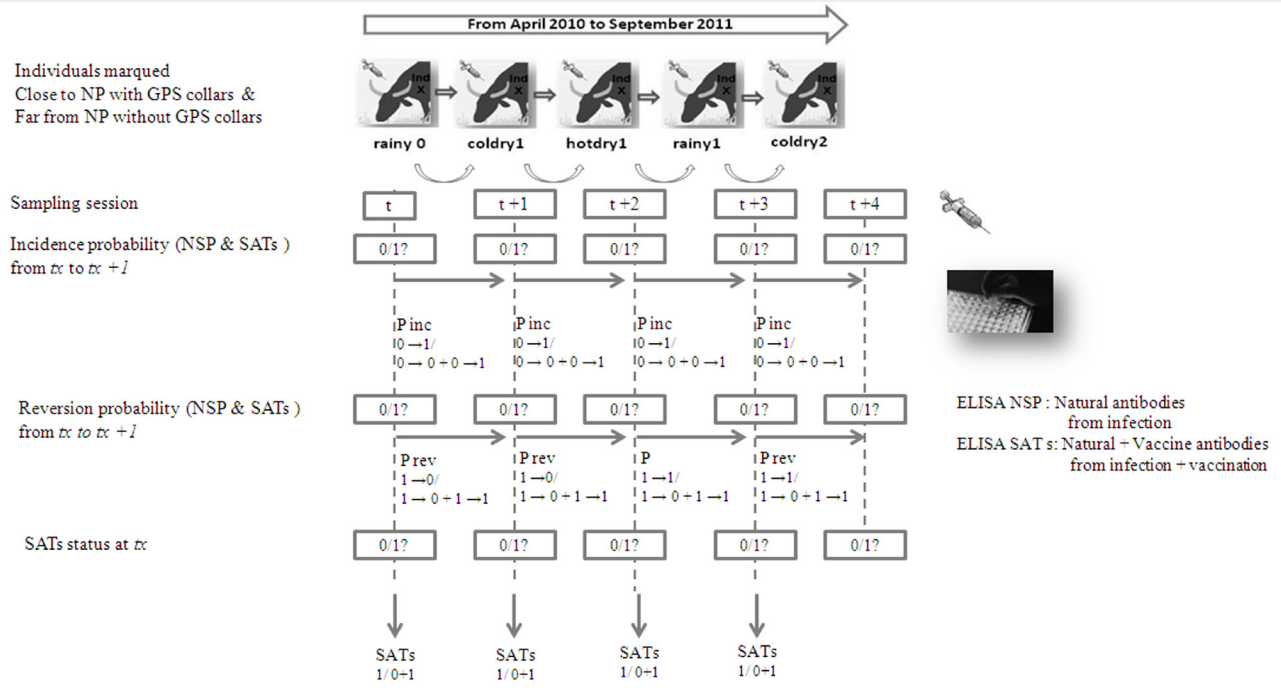 From April 2010 to September 2011
Individuals marqued
Close to NP with GPS collars &
Far from NP without GPS collars
Ind X
Ind X
Ind X
Ind X
Ind X
rainy 0 coldry1 hotdry1 rainy1 coldry2
Sampling session
t t+1 t+2 t+3 t+4
Incidence probability (NSP & SATs )
from tx to tx +1
0/1? 0/1? 0/1? 0/1? 0/1?
P inc P inc P inc P inc
0→1/ 0→1/ 0→1/ 0→1/
0→ 0+0→1 0→ 0+0→1 0→ 0+0→1 0→ 0+0→1
Reversion probability (NSP & SATs )
from tx to tx +1
0/1? 0/1? 0/1? 0/1? 0/1?
ELISA NSP : Natural antibodies
from infection
ELISA SAT s: Natural + Vaccine antibodies
from infection + vaccination
P rev P rev P P rev
1→0/ 1→0/ 1→1/ 1→1/
1→ 0+1→1 1→ 0+1→1 1→ 0+1→1 1→ 0+1→1
SATs status at tx
0/1? 0/1? 0/1? 0/1? 0/1?
SATs SATs SATs SATs
1/0+1 1/0+1 1/0+1 1/0+1